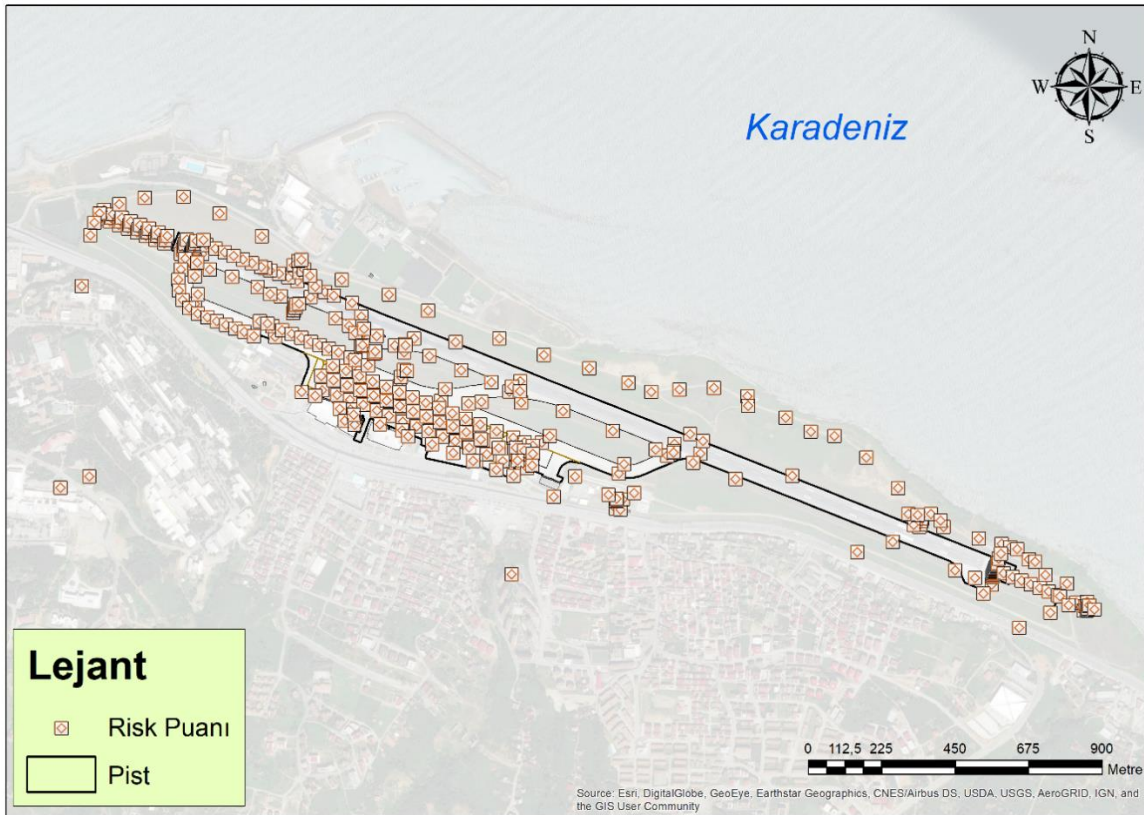 N
W E
S
Karadeniz
Lejant
Risk Puanı
Pist
0 112,5 225 450 675 900
Metre
Source: Esri, DigitalGlobe, GeoEye, Earthstar Geographics, CNES/Airbus DS, USDA, USGS, AeroGRID, IGN, and
the GIS User Community